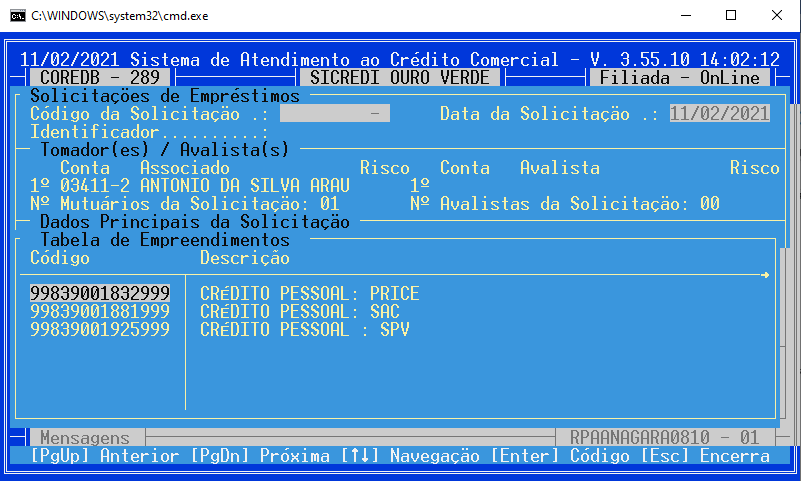 C:\WINDOWS\system32\cmd.exe
11/02/2021 Sistema de Atendimento ao Crédito Comercial - V. 3.55.10 14:02:12
COREDB - 289 SICREDI OURO VERDE Filiada - OnLine
Solicitações de Empréstimos
Código da Solicitação .: - Data da Solicitação .: 11/02/2021
Identificador..........:
Tomador(es) / Avalista(s)
Conta Associado Risco Conta Avalista Risco
1º 03411-2 ANTONIO DA SILVA ARAU 1º
Nº Mutuários da Solicitação: 01 Nº Avalistas da Solicitação: 00
Dados Principais da Solicitação
Tabela de Empreendimentos
Código Descrição
99839001832999 CRéDITO PESSOAL: PRICE
99839001881999 CRéDITO PESSOAL: SAC
99839001925999 CRéDITO PESSOAL : SPV
Mensagens RPAANAGARA0810 - 01
[PgUp] Anterior [PgDn] Próxima [↑↓] Navegação [Enter] Código [Esc] Encerra